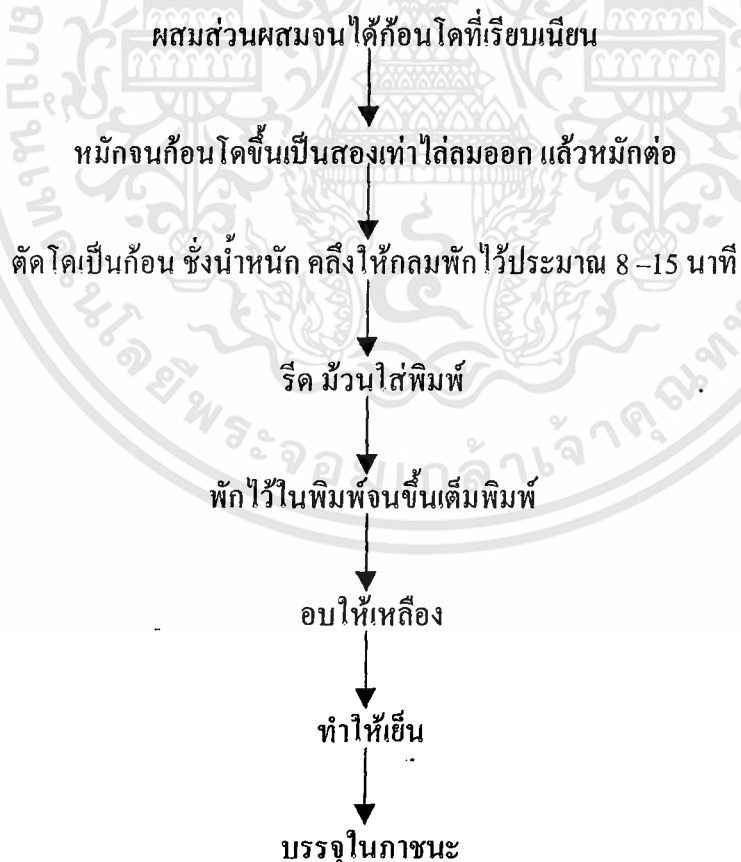 ผสมส่วนผสมจนได้ก้อนโดที่เรียบเนียน
หมักจนก้อนโดขึ้นเป็นสองเท่าไล่ลมออก แล้วหมักต่อ
ตัดโดเป็นก้อน ชั่งน้ำหนัก คลึงให้กลมพักไว้ประมาณ 8 –15 นาที
รีด ม้วนใส่พิมพ์
พักไว้ในพิมพ์จนขึ้นเต็มพิมพ์
อบให้เหลือง
ทำให้เย็น
บรรจุในภาชนะ